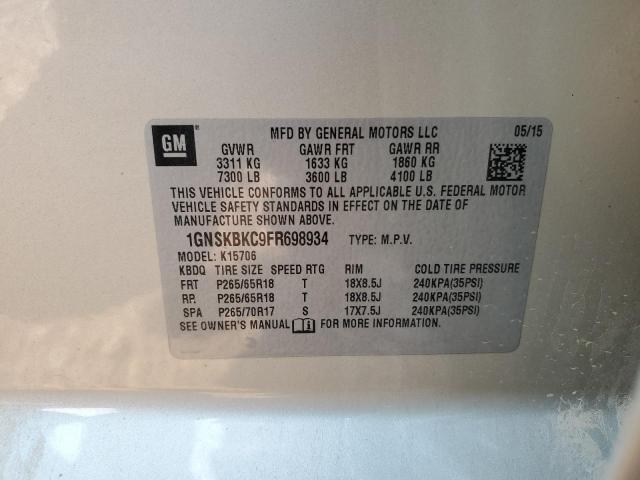 GM
®
MFD BY GENERAL MOTORS LLC 05/15
GVWR GAWR FRT GAWR RR
3311 KG 1633 KG 1860 KG
7300 LB 3600 LB 4100 LB
THIS VEHICLE CONFORMS TO ALL APPLICABLE U.S. FEDERAL MOTOR
VEHICLE SAFETY STANDARDS IN EFFECT ON THE DATE OF
MANUFACTURE SHOWN ABOVE.
1GNSKBKC9FR698934 TYPE: M.P.V.
MODEL: K15706
KBDQ TIRE SIZE SPEED RTG RIM COLD TIRE PRESSURE
FRT P265/65R18 T 18X8.5J 240KPA(35PSI)
RR P265/65R18 T 18X8.5J 240KPA(35PSI)
SPA P265/70R17 S 17X7.5J 240KPA(35PSI)
SEE OWNER'S MANUAL FOR MORE INFORMATION.